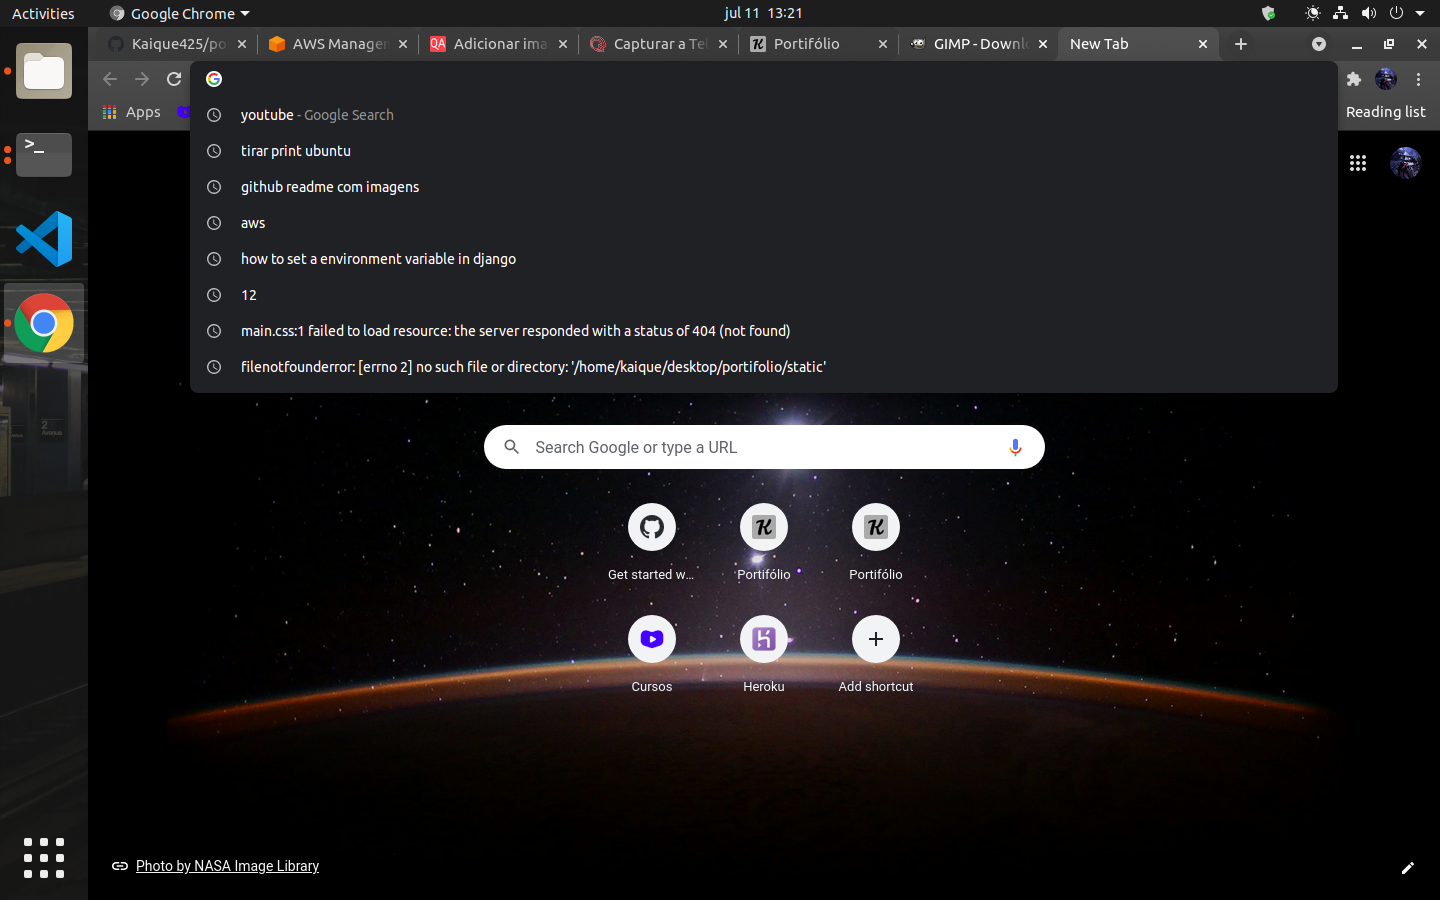 Activities Google Chrome jul 11 13:21
Kaique425/po AWS Manager Adicionar ima Capturar a Tel Portifólio GIMP - Downl New Tab
Apps Reading list
youtube - Google Search
tirar print ubuntu
github readme com imagens
aws
how to set a environment variable in django
12
main.css:1 failed to load resource: the server responded with a status of 404 (not found)
filenotfounderror: [errno 2] no such file or directory: '/home/kaique/desktop/portifolio/static'
Search Google or type a URL
Get started w... Portifólio Portifólio
Cursos Heroku Add shortcut
Photo by NASA Image Library